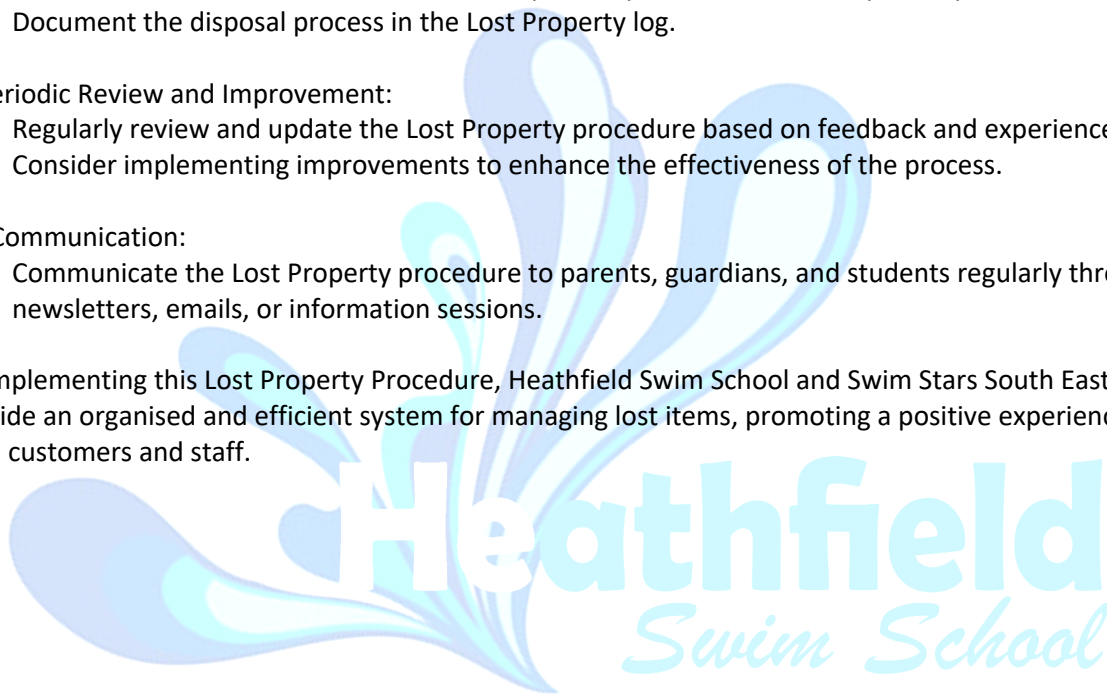 Document the disposal process in the Lost Property log.
eriodic Review and Improvement:
Regularly review and update the Lost Property procedure based on feedback and experience
Consider implementing improvements to enhance the effectiveness of the process.
Communication:
Communicate the Lost Property procedure to parents, guardians, and students regularly thr
newsletters, emails, or information sessions.
mplementing this Lost Property Procedure, Heathfield Swim School and Swim Stars South East
ide an organised and efficient system for managing lost items, promoting a positive experienc
customers and staff.
Heathfield
Swim School